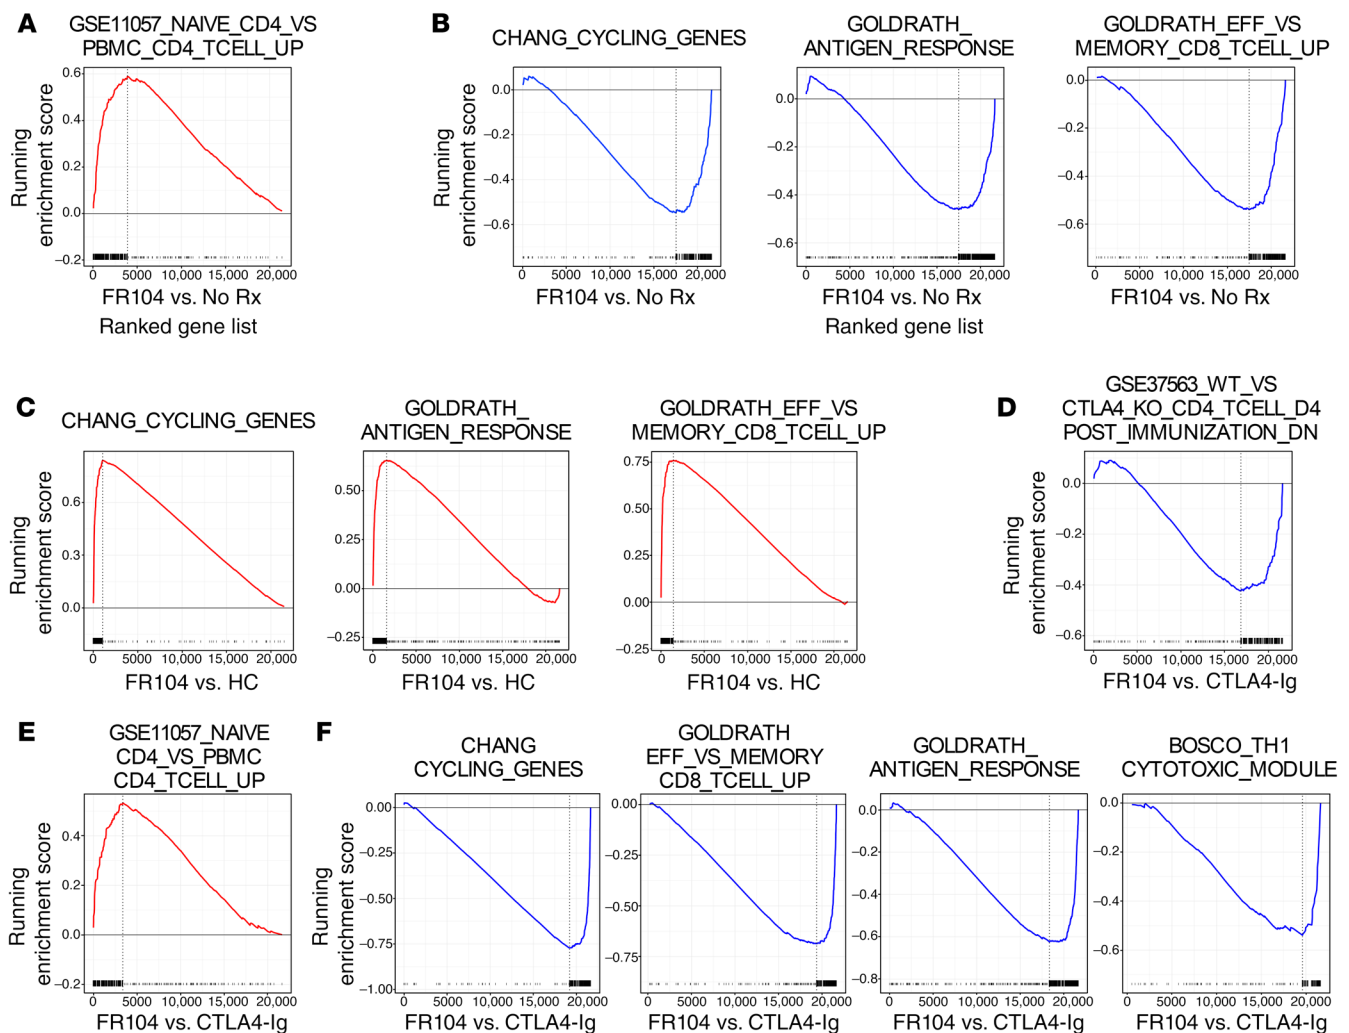 A
GSE11057_NAIVE_CD4_VS
PBMC_CD4_TCELL_UP
Running
enrichment score
0.6
0.4
0.2
0.0
−0.2
0 5000 10,000 15,000 20,000
FR104 vs. No Rx
Ranked gene list
B
CHANG_CYCLING_GENES
Running
enrichment score
0.0
−0.2
−0.4
−0.6
0 5000 10,000 15,000 20,000
FR104 vs. No Rx
GOLDRATH_
ANTIGEN_RESPONSE
0.0
−0.2
−0.4
−0.6
0 5000 10,000 15,000 20,000
FR104 vs. No Rx
Ranked gene list
GOLDRATH_EFF_VS
MEMORY_CD8_TCELL_UP
0.0
−0.2
−0.4
−0.6
0 5000 10,000 15,000 20,000
FR104 vs. No Rx
C
CHANG_CYCLING_GENES
Running
enrichment score
0.6
0.3
0.0
0 5000 10,000 15,000 20,000
FR104 vs. HC
GOLDRATH_
ANTIGEN_RESPONSE
0.50
0.25
0.00
−0.25
0 5000 10,000 15,000 20,000
FR104 vs. HC
GOLDRATH_EFF_VS
MEMORY_CD8_TCELL_UP
0.75
0.50
0.25
0.00
−0.25
0 5000 10,000 15,000 20,000
FR104 vs. HC
D
GSE37563_WT_VS
CTLA4_KO_CD4_TCELL_D4
POST_IMMUNIZATION_DN
Running
enrichment score
0.0
−0.2
−0.4
−0.6
0 5000 10,000 15,000 20,000
FR104 vs. CTLA4-Ig
E
GSE11057_NAIVE
CD4_VS_PBMC
CD4_TCELL_UP
Running
enrichment score
0.4
0.2
0.0
−0.2
0 5000 10,000 15,000 20,000
FR104 vs. CTLA4-Ig
F
CHANG
CYCLING_GENES
Running
enrichment score
0.00
−0.25
−0.50
−0.75
−1.00
0 5000 10,000 15,000 20,000
FR104 vs. CTLA4-Ig
GOLDRATH
EFF_VS_MEMORY
CD8_TCELL_UP
0.00
−0.25
−0.50
−0.75
0 5000 10,000 15,000 20,000
FR104 vs. CTLA4-Ig
GOLDRATH_
ANTIGEN_RESPONSE
0.0
−0.2
−0.4
−0.6
−0.8
0 5000 10,000 15,000 20,000
FR104 vs. CTLA4-Ig
BOSCO_TH1
CYTOTOXIC_MODULE
0.0
−0.2
−0.4
−0.6
0 5000 10,000 15,000 20,000
FR104 vs. CTLA4-Ig